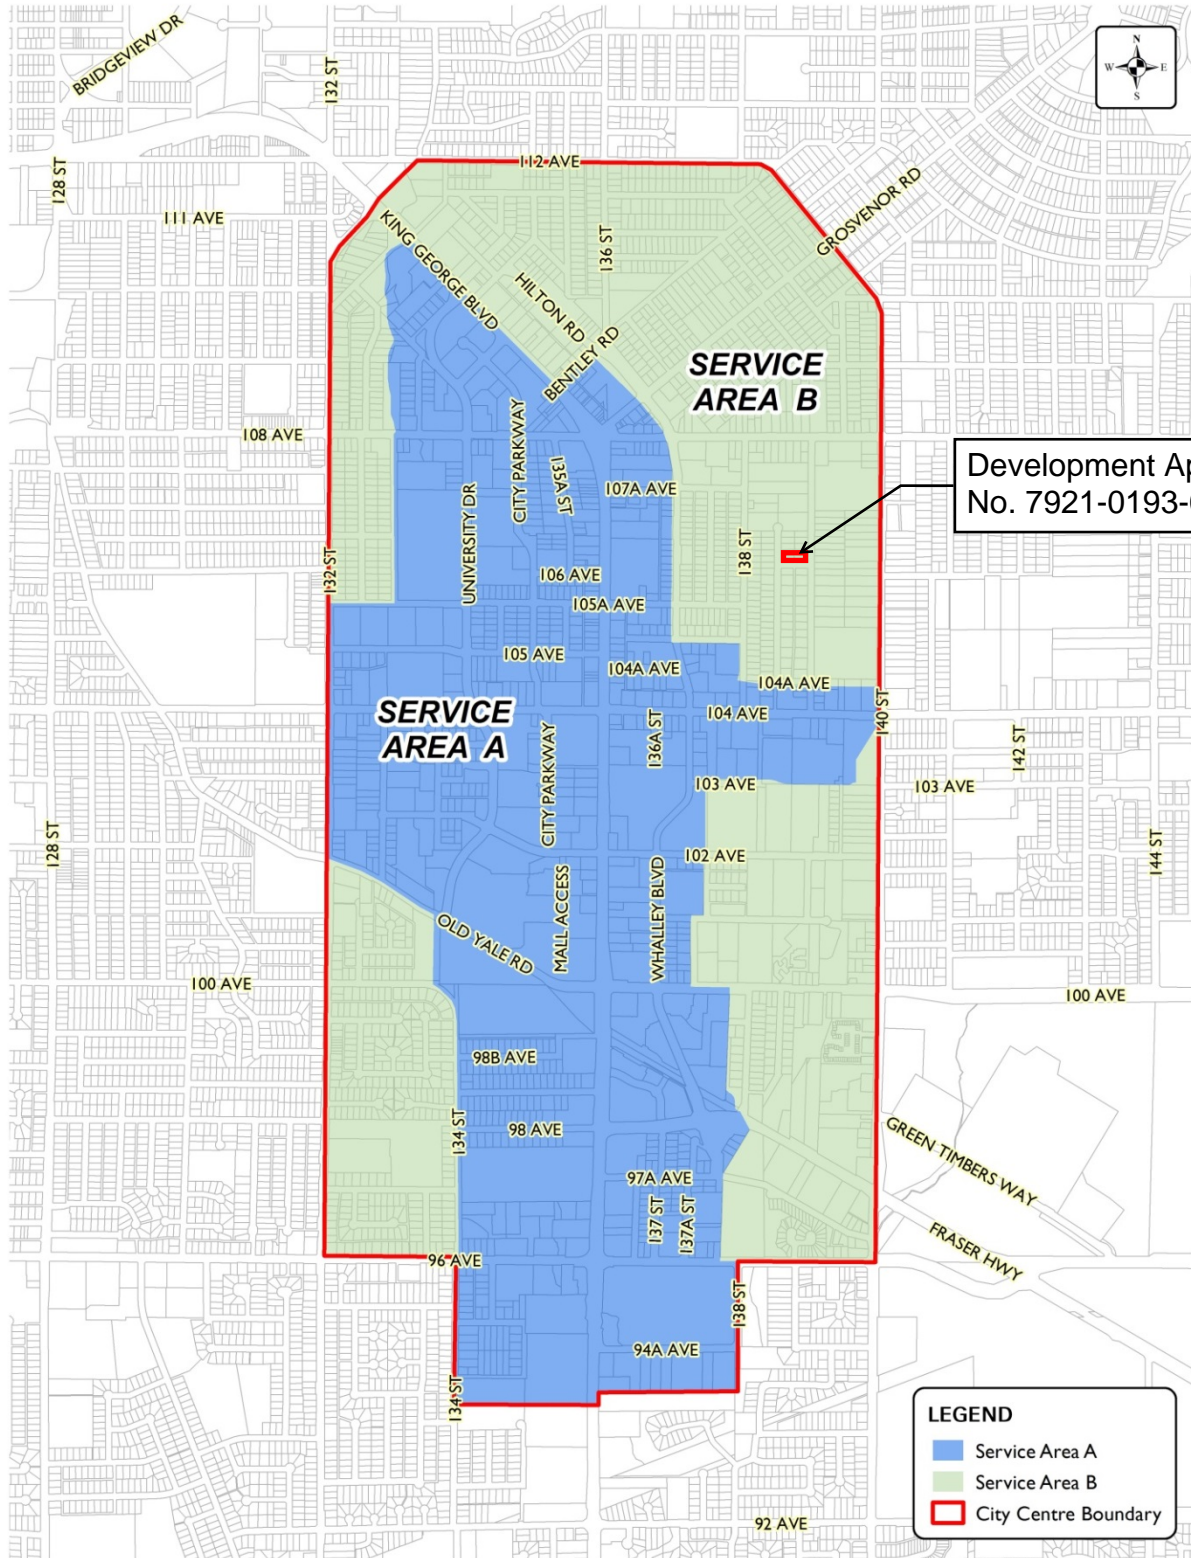 BRIDGEVIEW DR
132 ST
N
W E
S
128 ST
112 AVE
111 AVE
GROSVENOR RD
KING GEORGE BLVD
136 ST
HILTON RD
BENTLEY RD
SERVICE
AREA B
108 AVE
CITY PARKWAY
135A ST
107A AVE
UNIVERSITY DR
Development Ap
No. 7921-0193-
138 ST
132 ST
106 AVE
105A AVE
105 AVE
104A AVE
104A AVE
SERVICE
AREA A
104 AVE
140 ST
136A ST
142 ST
CITY PARKWAY
103 AVE
103 AVE
128 ST
102 AVE
144 ST
MALL ACCESS
WHALLEY BLVD
OLD YALE RD
100 AVE
100 AVE
98B AVE
134 ST
98 AVE
GREEN TIMBERS WAY
97A AVE
137 ST
137A ST
FRASER HWY
96 AVE
138 ST
94A AVE
134 ST
LEGEND
Service Area A
Service Area B
City Centre Boundary
92 AVE